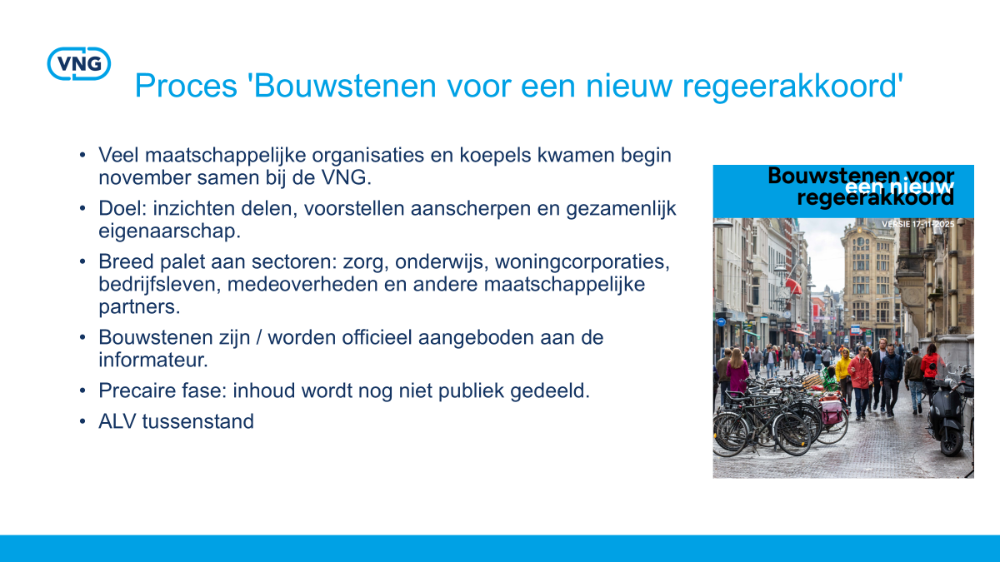 VNG
Proces 'Bouwstenen voor een nieuw regeerakkoord'
• Veel maatschappelijke organisaties en koepels kwamen begin
november samen bij de VNG.
• Doel: inzichten delen, voorstellen aanscherpen en gezamenlijk
eigenaarschap.
• Breed palet aan sectoren: zorg, onderwijs, woningcorporaties,
bedrijfsleven, medeoverheden en andere maatschappelijke
partners.
• Bouwstenen zijn / worden officieel aangeboden aan de
informateur.
• Precaire fase: inhoud wordt nog niet publiek gedeeld.
• ALV tussenstand
Bouwstenen voor
een nieuw
regeerakkoord
VERSIE 17-11-2025